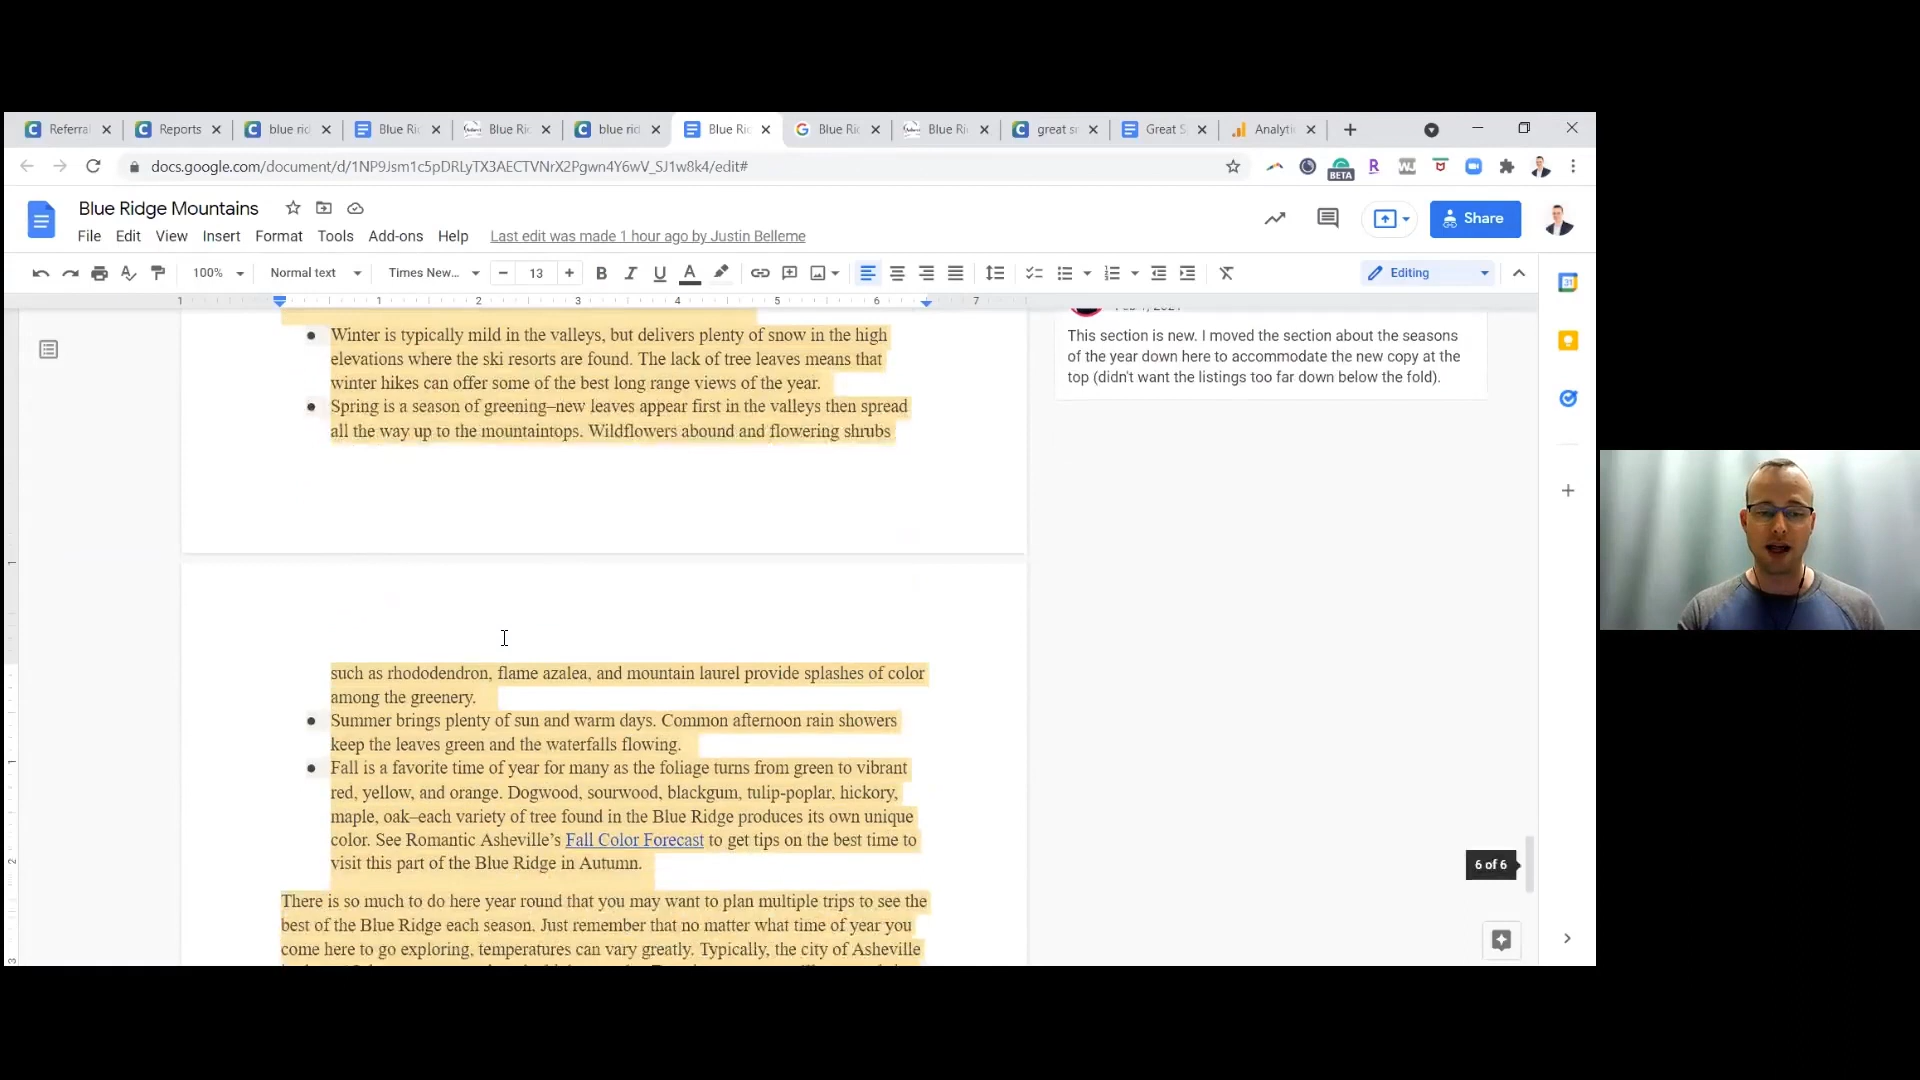 Referral
Reports
blue rid
Blue Ric
Blue Ric
blue rid
Blue Ric
Blue Ric
Blue Ri
great sr
Great S
Analyti
docs.google.com/document/d/1NP9Jsm1c5pDRLyTX3AECTVNrX2Pgwn4Y6wV_SJ1w8k4/edit#
BETA
Blue Ridge Mountains
File Edit View Insert Format Tools Add-ons Help Last edit was made 1 hour ago by Justin Belleme
Share
100% Normal text Times New... 13 Editing
1 1 2 3 4 5 6 7
This section is new. I moved the section about the seasons
of the year down here to accommodate the new copy at the
top (didn't want the listings too far down below the fold).
Winter is typically mild in the valleys, but delivers plenty of snow in the high
elevations where the ski resorts are found. The lack of tree leaves means that
winter hikes can offer some of the best long range views of the year.
Spring is a season of greening–new leaves appear first in the valleys then spread
all the way up to the mountaintops. Wildflowers abound and flowering shrubs
such as rhododendron, flame azalea, and mountain laurel provide splashes of color
among the greenery.
Summer brings plenty of sun and warm days. Common afternoon rain showers
keep the leaves green and the waterfalls flowing.
Fall is a favorite time of year for many as the foliage turns from green to vibrant
red, yellow, and orange. Dogwood, sourwood, blackgum, tulip-poplar, hickory,
maple, oak–each variety of tree found in the Blue Ridge produces its own unique
color. See Romantic Asheville’s Fall Color Forecast to get tips on the best time to
visit this part of the Blue Ridge in Autumn.
There is so much to do here year round that you may want to plan multiple trips to see the
best of the Blue Ridge each season. Just remember that no matter what time of year you
come here to go exploring, temperatures can vary greatly. Typically, the city of Asheville
6 of 6
31